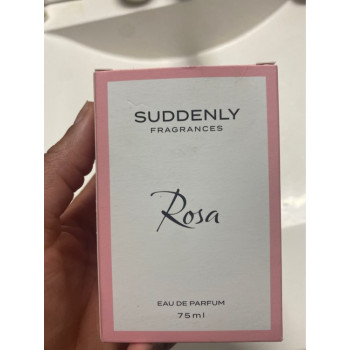 SUDDENLY
FRAGRANCES
Rosa
EAU DE PARFUM
75ml